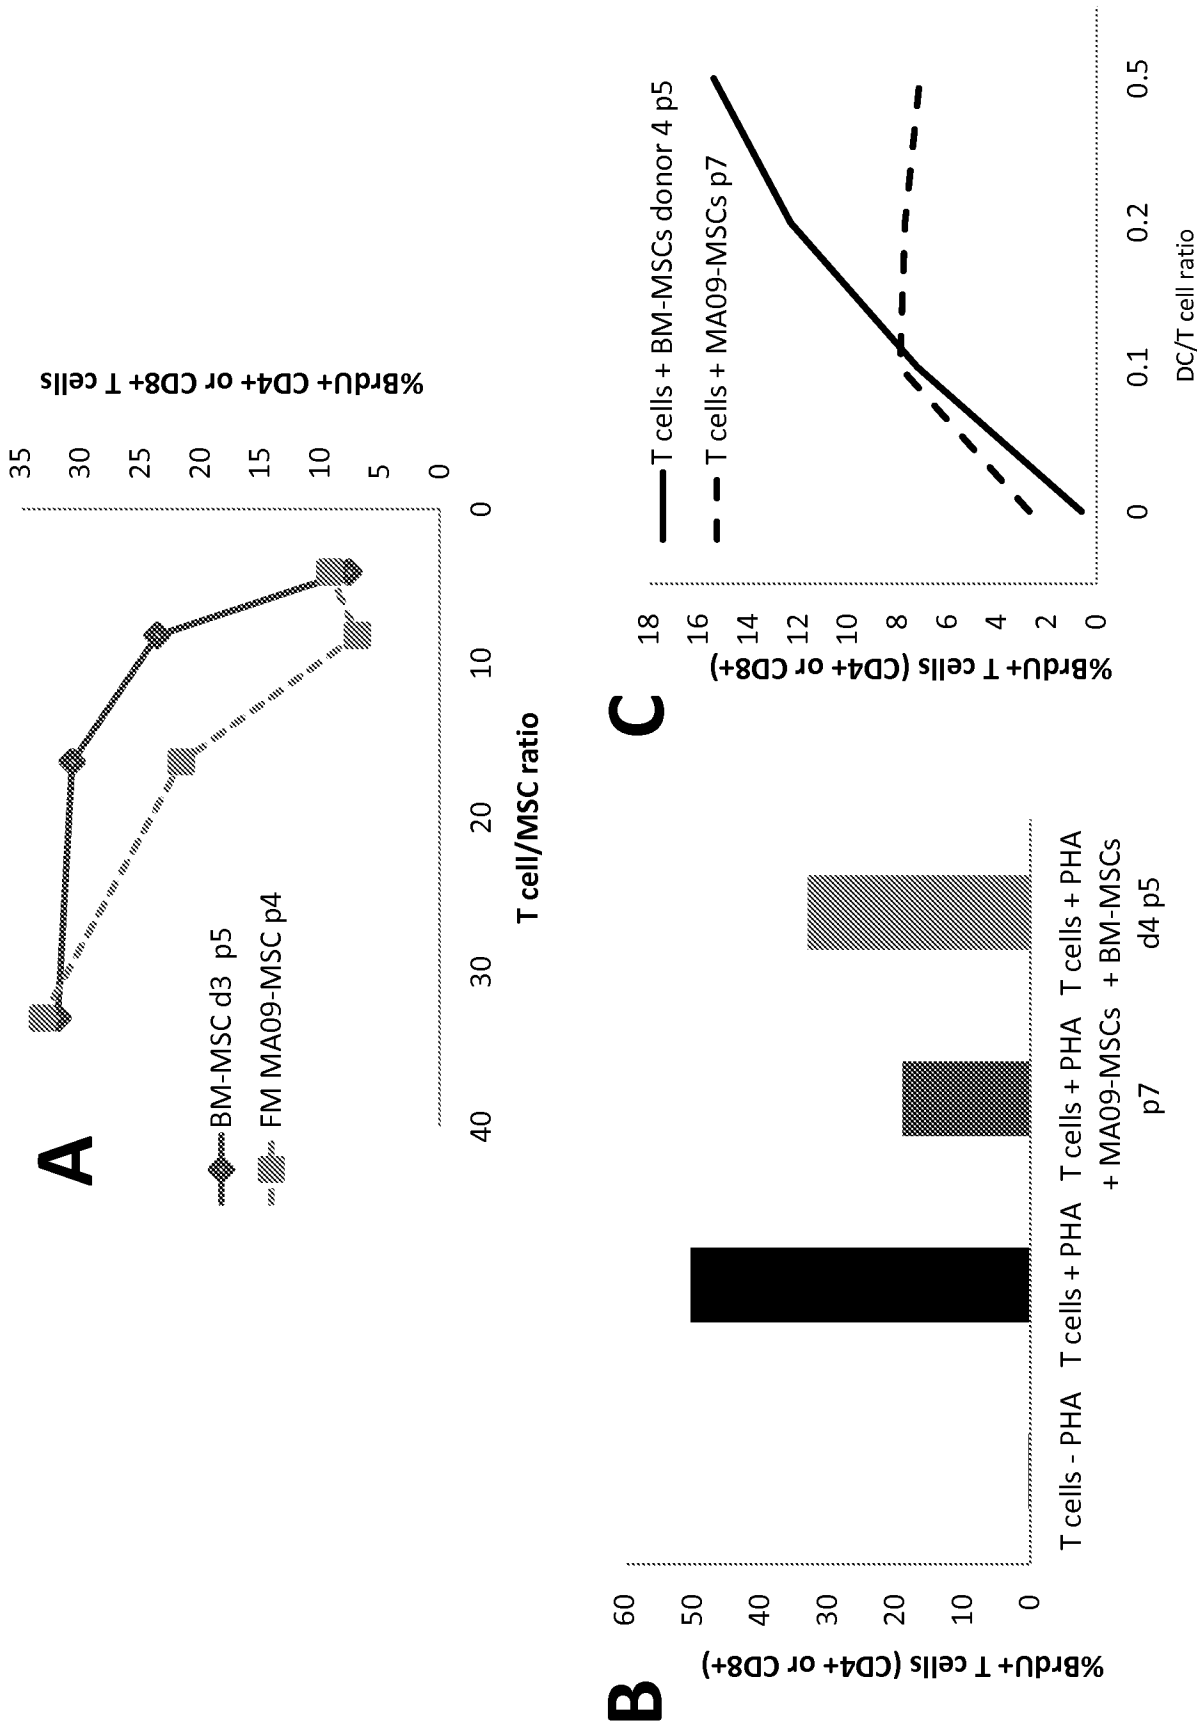 A
BM-MSC d3 p5
FM MA09-MSC p4
35
30
25
20
15
10
5
0
%BrdU+ CD4+ or CD8+ T cells
40
30
20
10
0
T cell/MSC ratio
B
%BrdU+ T cells (CD4+ or CD8+)
60
50
40
30
20
10
0
T cells - PHA
T cells + PHA
T cells + PHA
+ MA09-MSCs
p7
T cells + PHA
+ BM-MSCs
d4 p5
C
%BrdU+ T cells (CD4+ or CD8+)
18
16
14
12
10
8
6
4
2
0
T cells + BM-MSCs donor 4 p5
T cells + MA09-MSCs p7
0
0.1
0.2
0.5
DC/T cell ratio